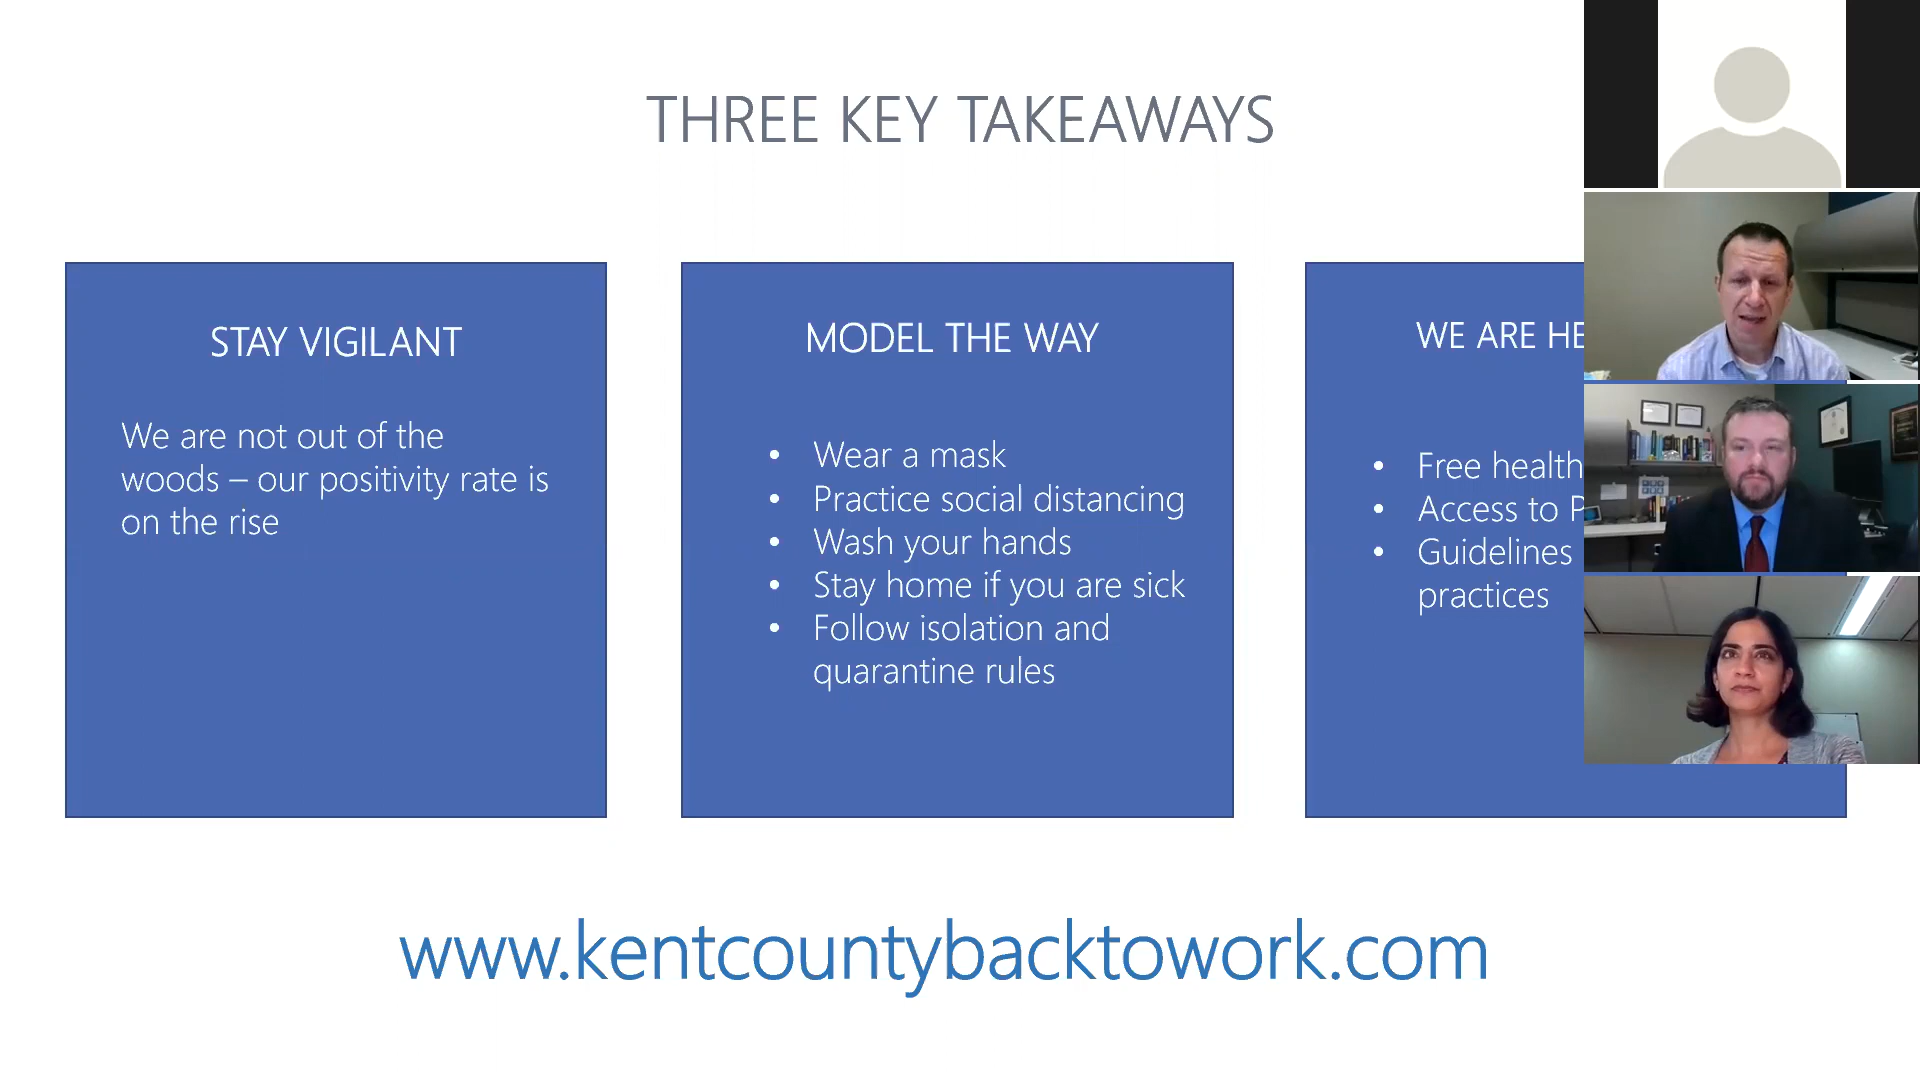 THREE KEY TAKEAWAYS
STAY VIGILANT
We are not out of the
woods – our positivity rate is
on the rise
MODEL THE WAY
• Wear a mask
• Practice social distancing
• Wash your hands
• Stay home if you are sick
• Follow isolation and
quarantine rules
WE ARE
• Free health
• Access to
• Guidelines
practices
www.kentcountybacktowork.com